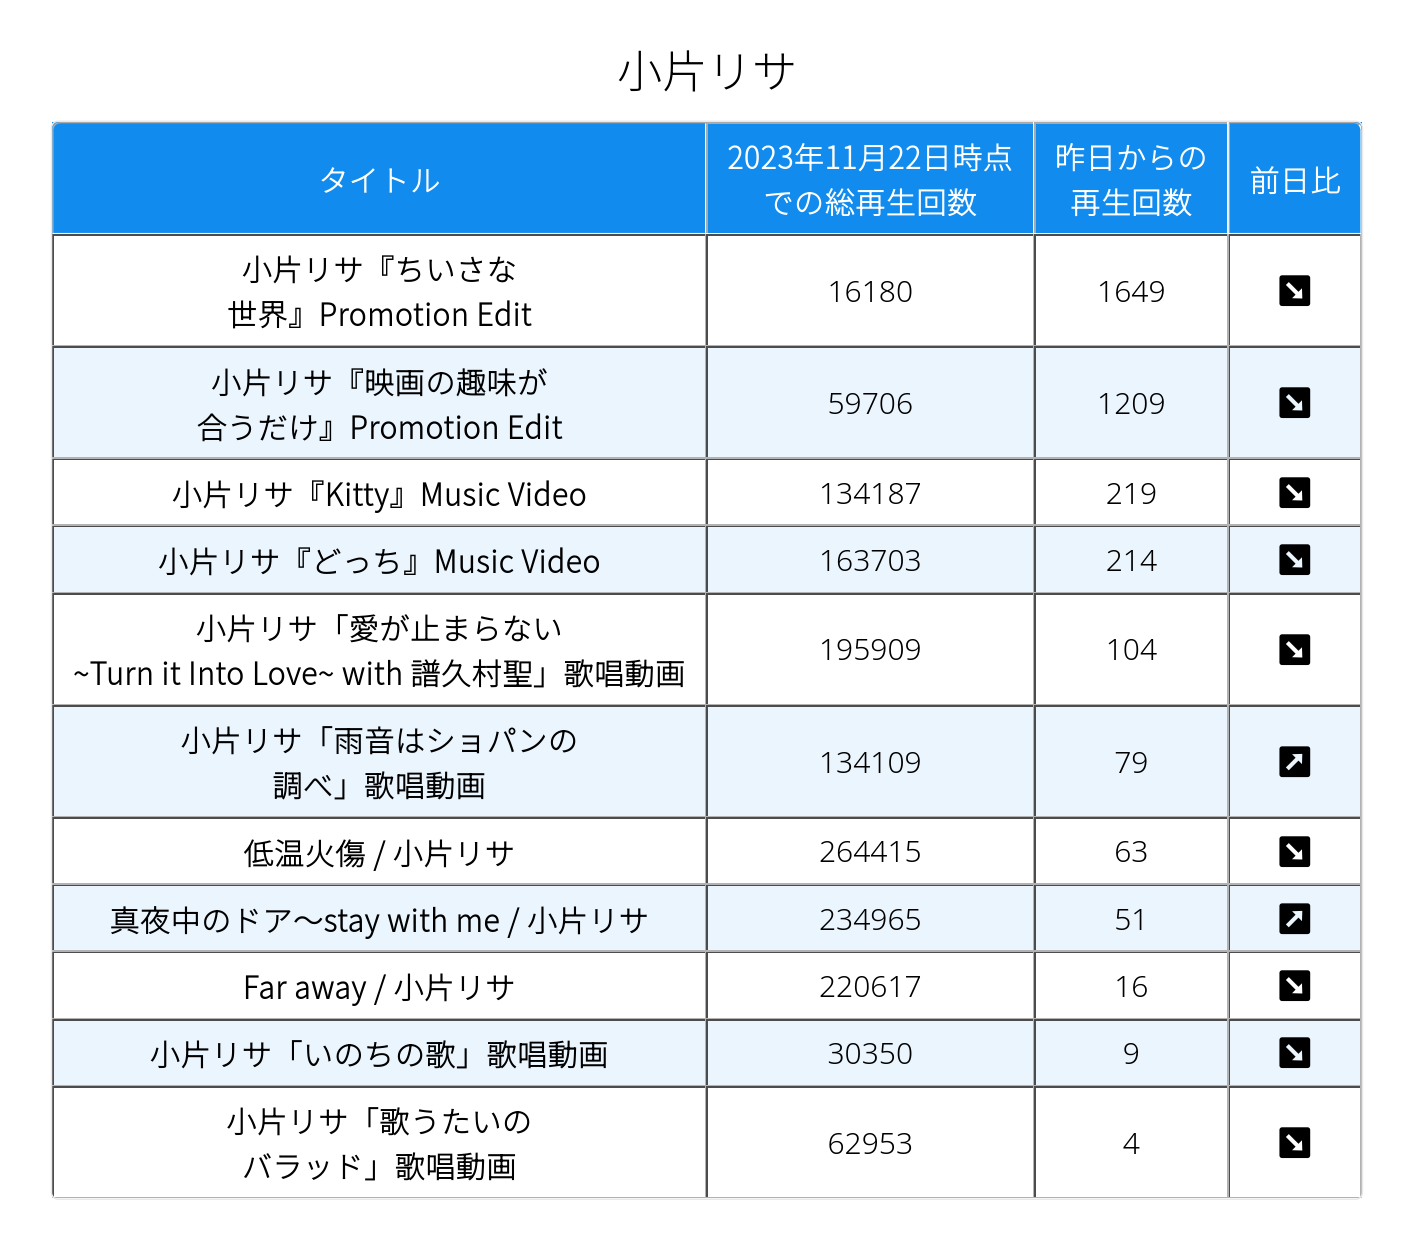 小片リサ
タイトル
2023年11月22日時点
での総再生回数
昨日からの
再生回数
前日比
小片リサ『ちいさな
世界』Promotion Edit
16180
1649
小片リサ『映画の趣味が
合うだけ』Promotion Edit
59706
1209
小片リサ『Kitty』Music Video
134187
219
小片リサ『どっち』Music Video
163703
214
小片リサ「愛が止まらない
~Turn it Into Love~ with 譜久村聖」歌唱動画
195909
104
小片リサ「雨音はショパンの
調べ」歌唱動画
134109
79
低温火傷 / 小片リサ
264415
63
真夜中のドア〜stay with me / 小片リサ
234965
51
Far away / 小片リサ
220617
16
小片リサ「いのちの歌」歌唱動画
30350
9
小片リサ「歌うたいの
バラッド」歌唱動画
62953
4